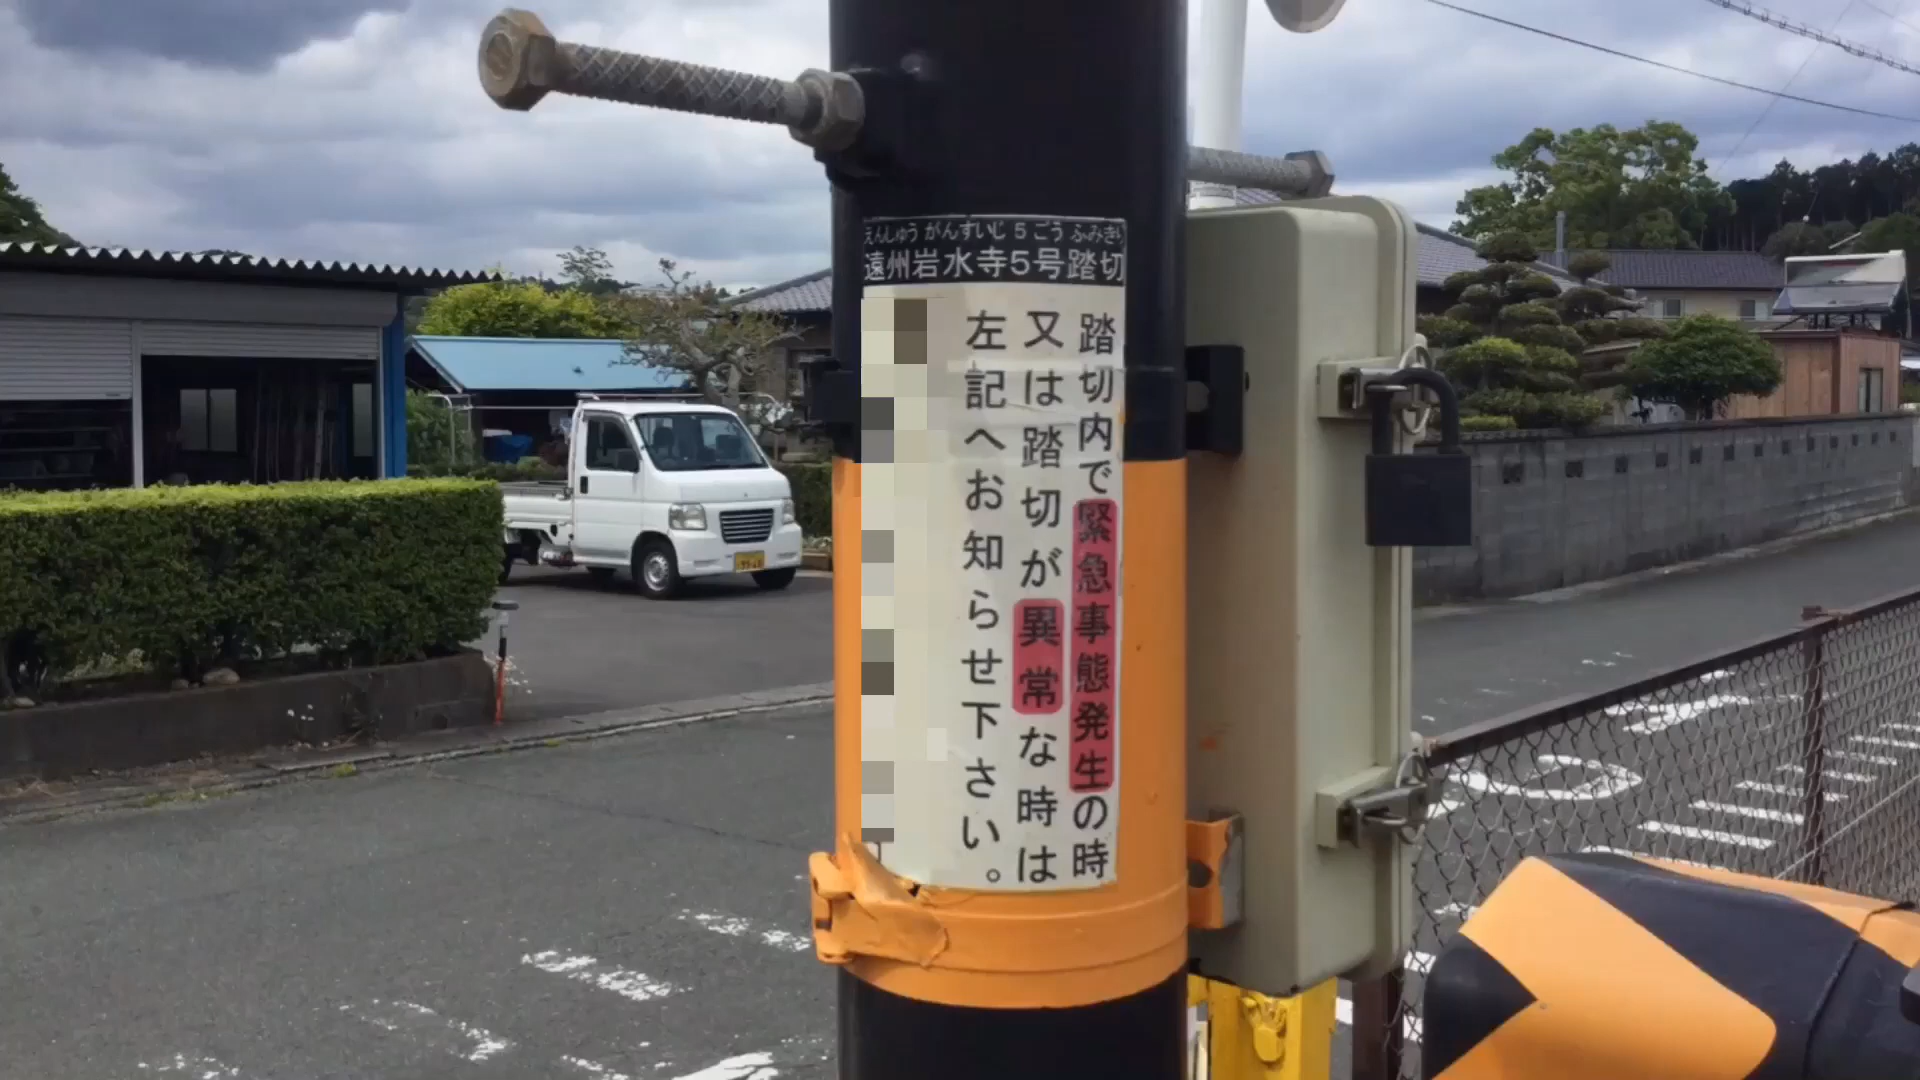 えんしゅう がんすいじ 5 ごう ふみきり
遠州岩水寺5号踏切
踏切内で緊急事態発生の時
又は踏切が異常な時は
左記へお知らせ下さい。